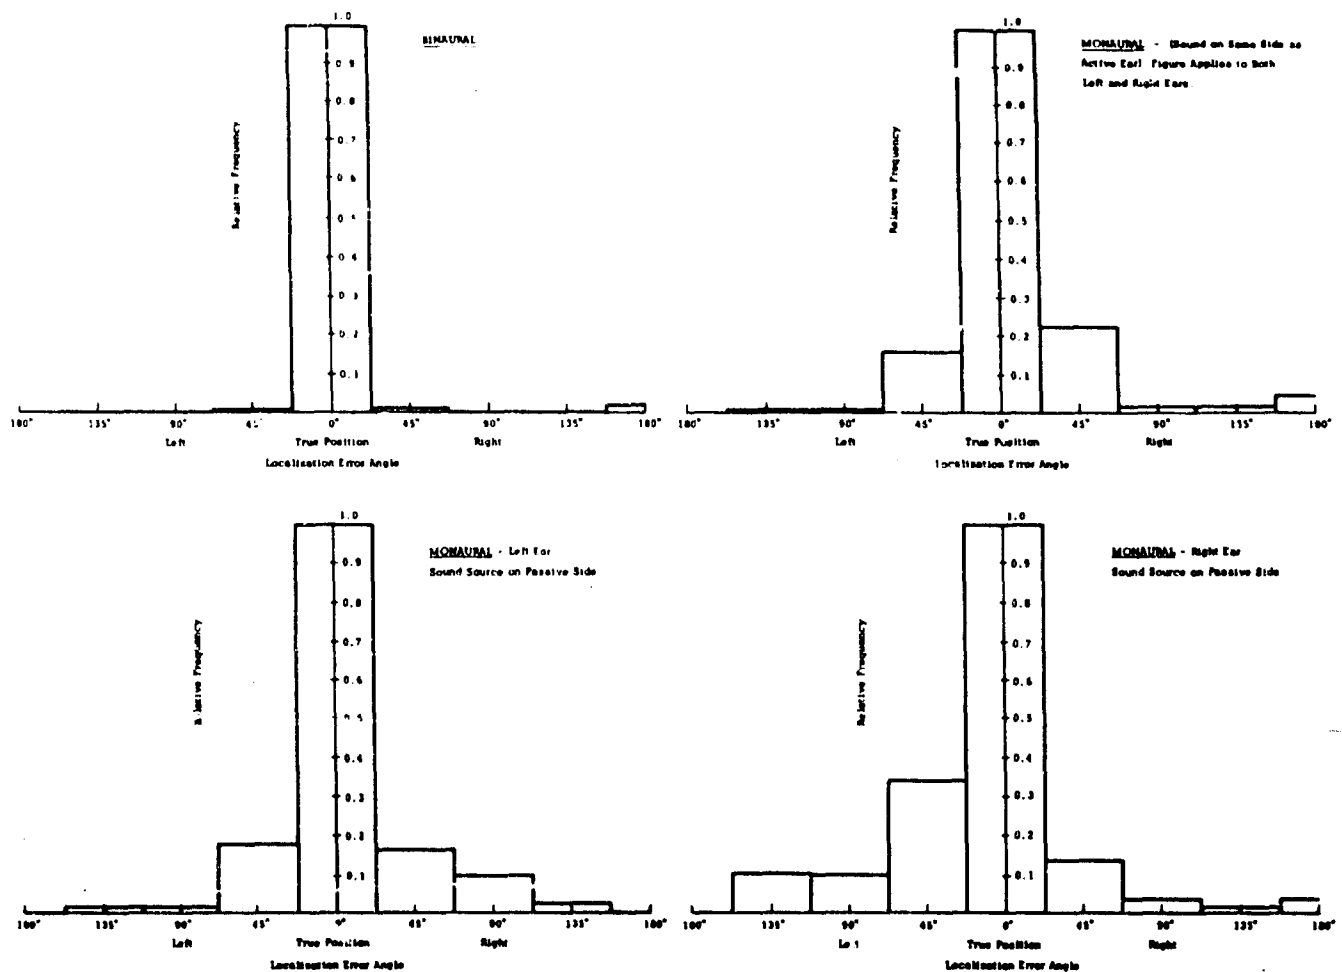 1.0
BINAURAL
0.9
0.8
0.7
Relative Frequency
0.6
0.4
0.2
0.1
180° 135° 90° 0° 45° 90° 135° 180°
Left True Position Right
Localisation Error Angle
1.0
MONAURAL - (Sound on Same Side as
Active Ear) Figure Applies to Both
Left and Right Ears
0.9
0.8
0.7
Relative Frequency
0.6
0.5
0.4
0.3
0.2
0.1
180° 135° 90° 45° 0° 45° 90° 135° 180°
Left True Position Right
Localisation Error Angle
1.0
MONAURAL - Left Ear
Sound Source on Passive Side
0.9
0.8
0.7
Relative Frequency
0.6
0.5
0.4
0.3
0.2
0.1
180° 135° 90° 45° 0° 45° 90° 135° 180°
Left True Position Right
Localisation Error Angle
1.0
MONAURAL - Right Ear
Sound Source on Passive Side
0.9
0.8
0.7
Relative Frequency
0.6
0.5
0.4
0.3
0.2
0.1
180° 135° 90° 45° 0° 45° 90° 135° 180°
True Position Right
Localisation Error Angle